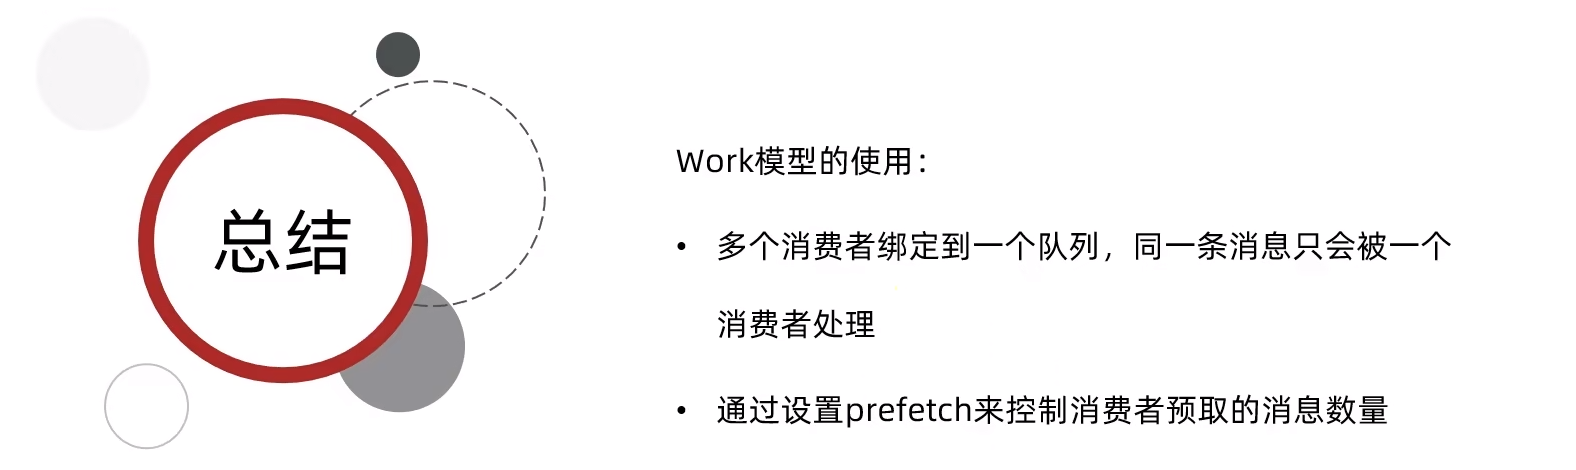 总结
Work模型的使用：
• 多个消费者绑定到一个队列，同一条消息只会被一个
消费者处理
• 通过设置prefetch来控制消费者预取的消息数量